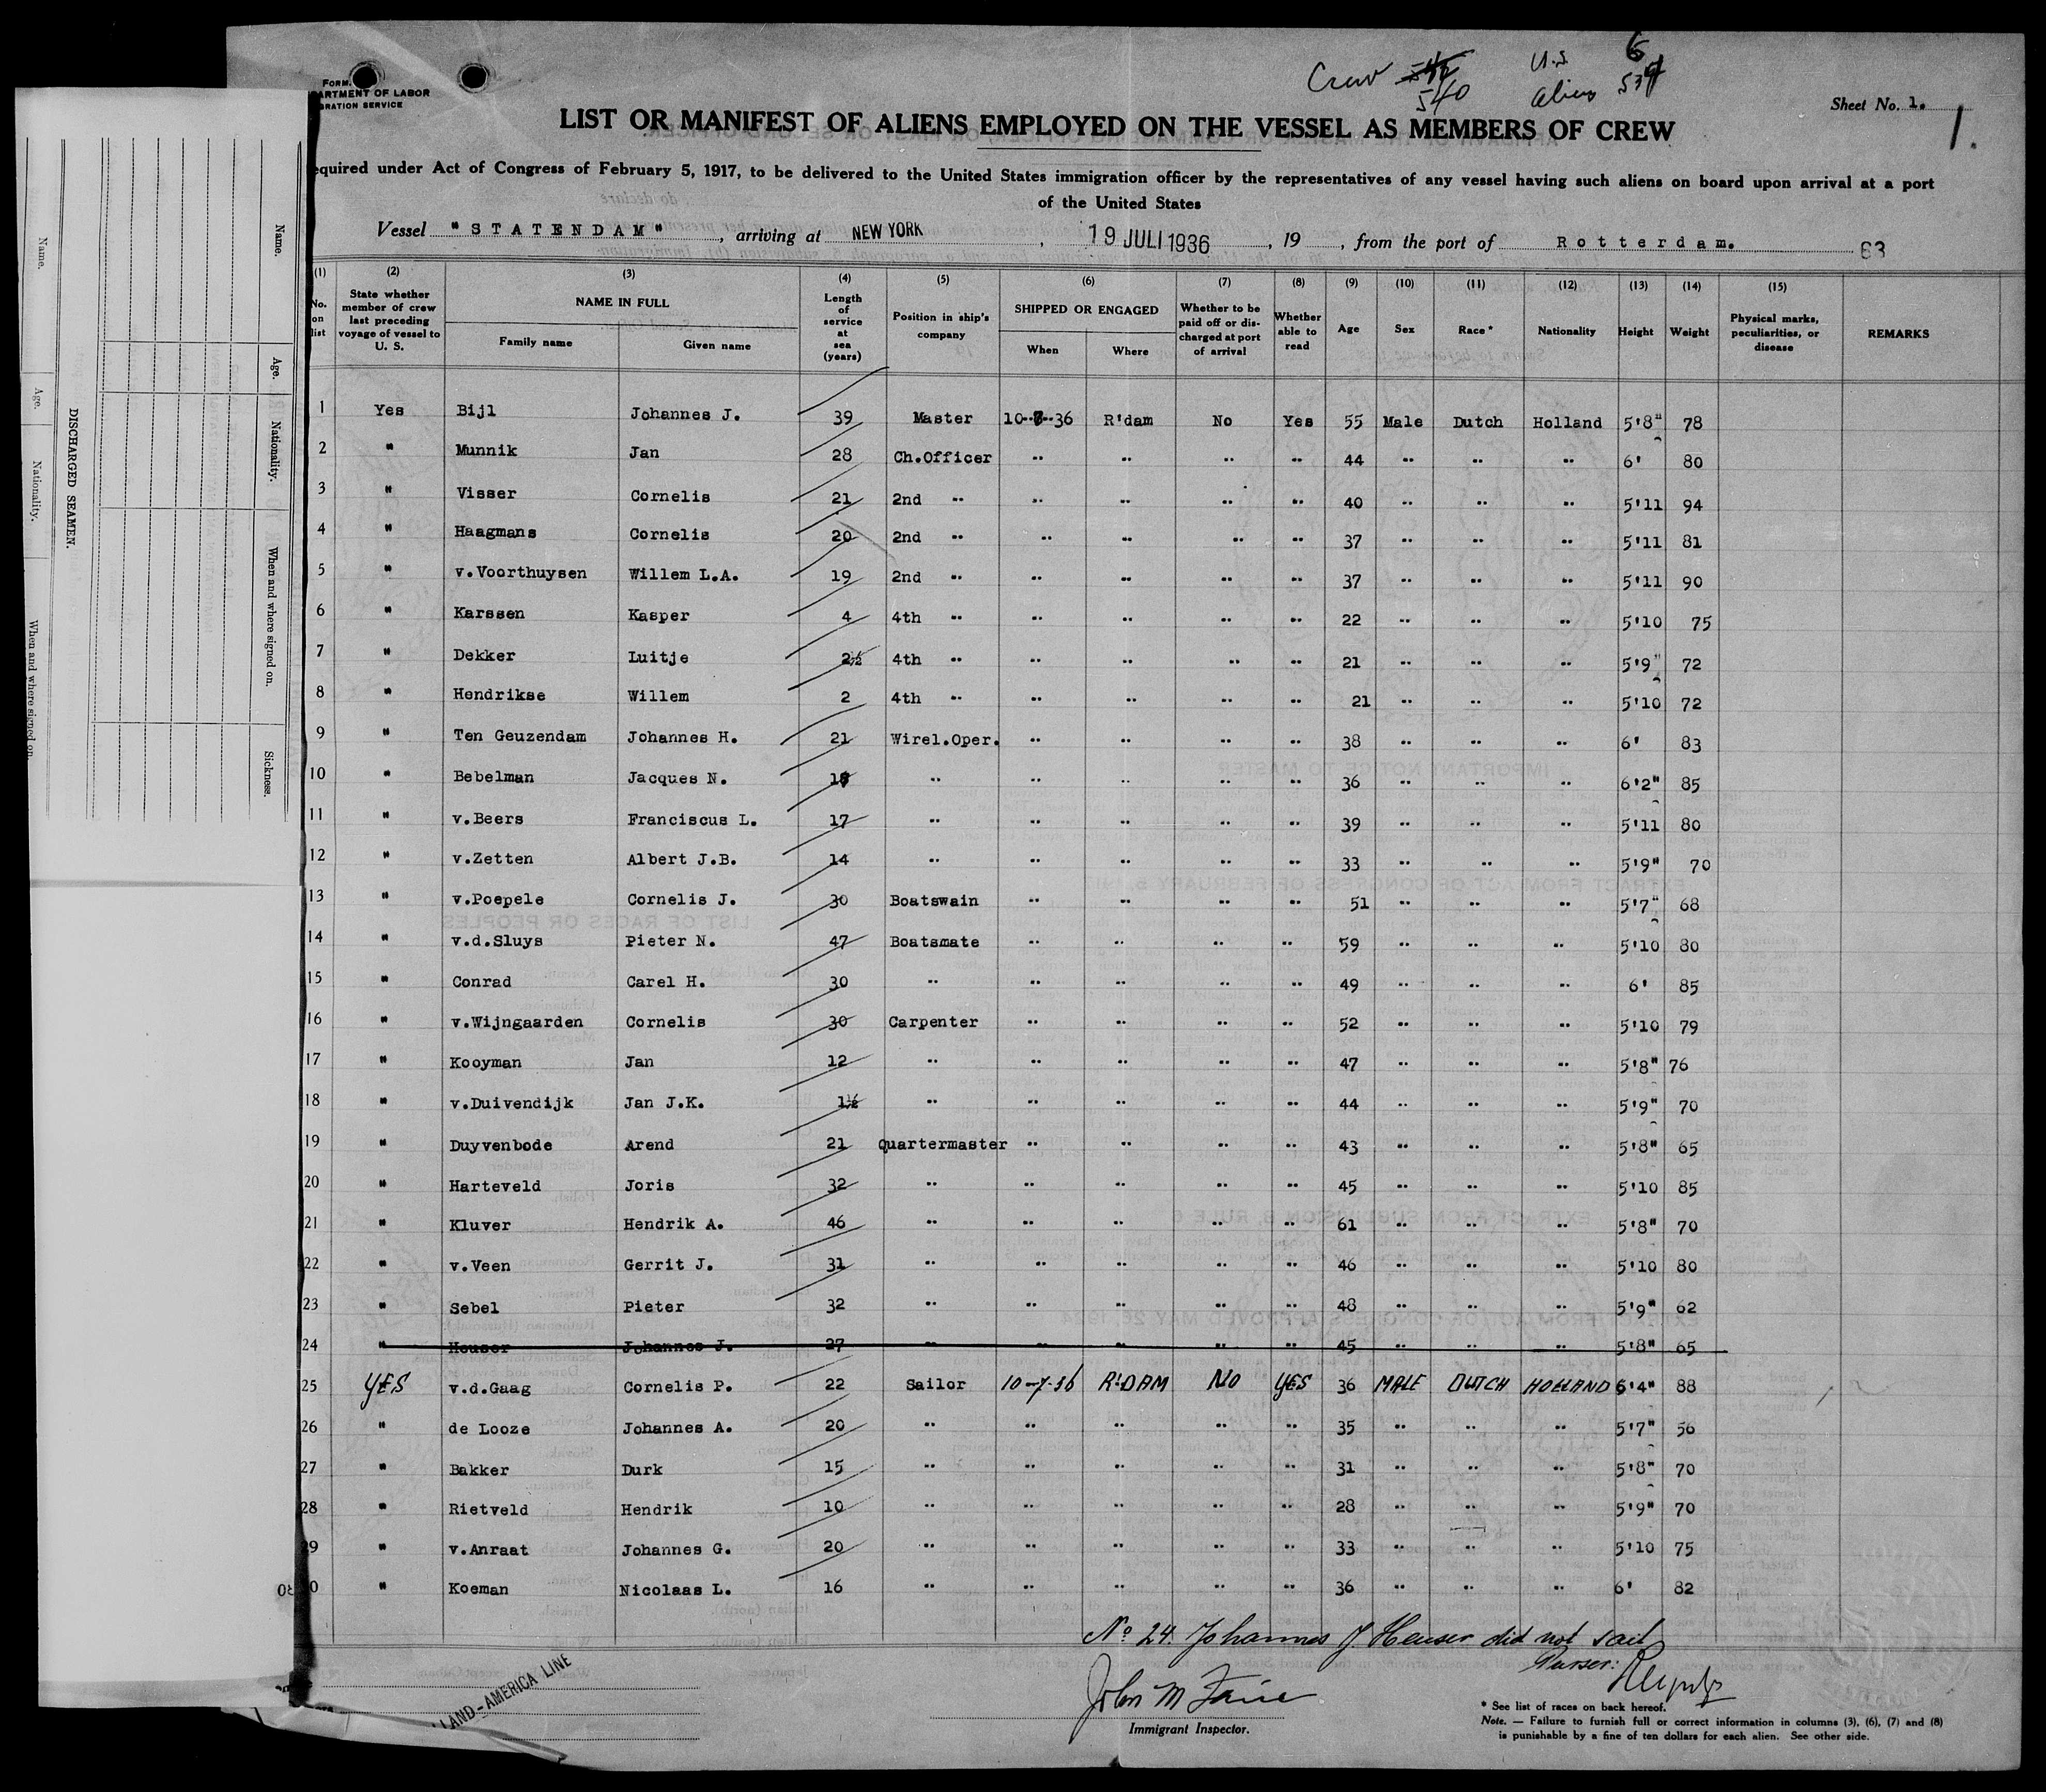 Crew 540
U.S. 6
alien 534
FORM.
PARTMENT OF LABOR
GRATION SERVICE
Sheet No. 1.
1.
LIST OR MANIFEST OF ALIENS EMPLOYED ON THE VESSEL AS MEMBERS OF CREW
equired under Act of Congress of February 5, 1917, to be delivered to the United States immigration officer by the representatives of any vessel having such aliens on board upon arrival at a port
of the United States
Vessel "STATENDAM", arriving at NEW YORK, 19 JULI 1936, 19 , from the port of Rotterdam. 63
(1) (2) (3) (4) (5) (6) (7) (8) (9) (10) (11) (12) (13) (14) (15)
No. on list | State whether member of crew last preceding voyage of vessel to U. S. | NAME IN FULL Family name Given name | Length of service at sea (years) | Position in ship's company | SHIPPED OR ENGAGED When Where | Whether to be paid off or discharged at port of arrival | Whether able to read | Age | Sex | Race* | Nationality | Height | Weight | Physical marks, peculiarities, or disease | REMARKS
1 Yes Bijl Johannes J. 39 Master 10-7-36 R'dam No Yes 55 Male Dutch Holland 5'8" 78
2 " Munnik Jan 28 Ch.Officer " " " " 44 " " " 6' 80
3 " Visser Cornelis 21 2nd " " " " " 40 " " " 5'11 94
4 " Haagmans Cornelis 20 2nd " " " " " 37 " " " 5'11 81
5 " v.Voorthuysen Willem L.A. 19 2nd " " " " " 37 " " " 5'11 90
6 " Karssen Kasper 4 4th " " " " " 22 " " " 5'10 75
7 " Dekker Luitje 2½ 4th " " " " " 21 " " " 5'9" 72
8 " Hendrikse Willem 2 4th " " " " " 21 " " " 5'10 72
9 " Ten Geuzendam Johannes H. 21 Wirel.Oper. " " " " 38 " " " 6' 83
10 " Bebelman Jacques N. " " " " " 36 " " " 6'2" 85
11 " v.Beers Franciscus L. 17 " " " " " 39 " " " 5'11 80
12 " v.Zetten Albert J.B. 14 " " " " " 33 " " " 5'9" 70
13 " v.Poepele Cornelis J. 30 Boatswain " " " " 51 " " " 5'7" 68
14 " v.d.Sluys Pieter N. 47 Boatsmate " " " " 59 " " " 5'10 80
15 " Conrad Carel H. 30 " " " " " 49 " " " 6' 85
16 " v.Wijngaarden Cornelis 30 Carpenter " " " " 52 " " " 5'10 79
17 " Kooyman Jan 12 " " " " " 47 " " " 5'8" 76
18 " v.Duivendijk Jan J.K. 1½ " " " " " 44 " " " 5'9" 70
19 " Duyvenbode Arend 21 Quartermaster " " " " 43 " " " 5'8" 65
20 " Harteveld Joris 32 " " " " " 45 " " " 5'10 85
21 " Kluver Hendrik A. 46 " " " " " 61 " " " 5'8" 70
22 " v.Veen Gerrit J. 31 " " " " " 46 " " " 5'10 80
23 " Sebel Pieter 32 " " " " " 48 " " " 5'9" 62
24 " Heuser Johannes J. 27 " " " " " 45 " " " 5'8" 65
25 YES v.d.Gaag Cornelis P. 22 Sailor 10-7-36 R'DAM NO YES 36 MALE DUTCH HOLLAND 6'4" 88
26 " de Looze Johannes A. 20 " " " " " 35 " " " 5'7" 56
27 " Bakker Durk 15 " " " " " 31 " " " 5'8" 70
28 " Rietveld Hendrik 10 " " " " " 28 " " " 5'9" 70
29 " v.Anraat Johannes G. 20 " " " " " 33 " " " 5'10 75
0 " Koeman Nicolaas L. 16 " " " " " 36 " " " 6' 82
No 24. Johannes J Heuser did not sail
Purser:
LAND-AMERICA LINE
Immigrant Inspector.
* See list of races on back hereof.
Note. — Failure to furnish full or correct information in columns (3), (6), (7) and (8)
is punishable by a fine of ten dollars for each alien. See other side.
DISCHARGED SEAMEN.
Name. Age. Nationality. When and where signed on. Sickness.
Name. Age. Nationality. When and where signed on.